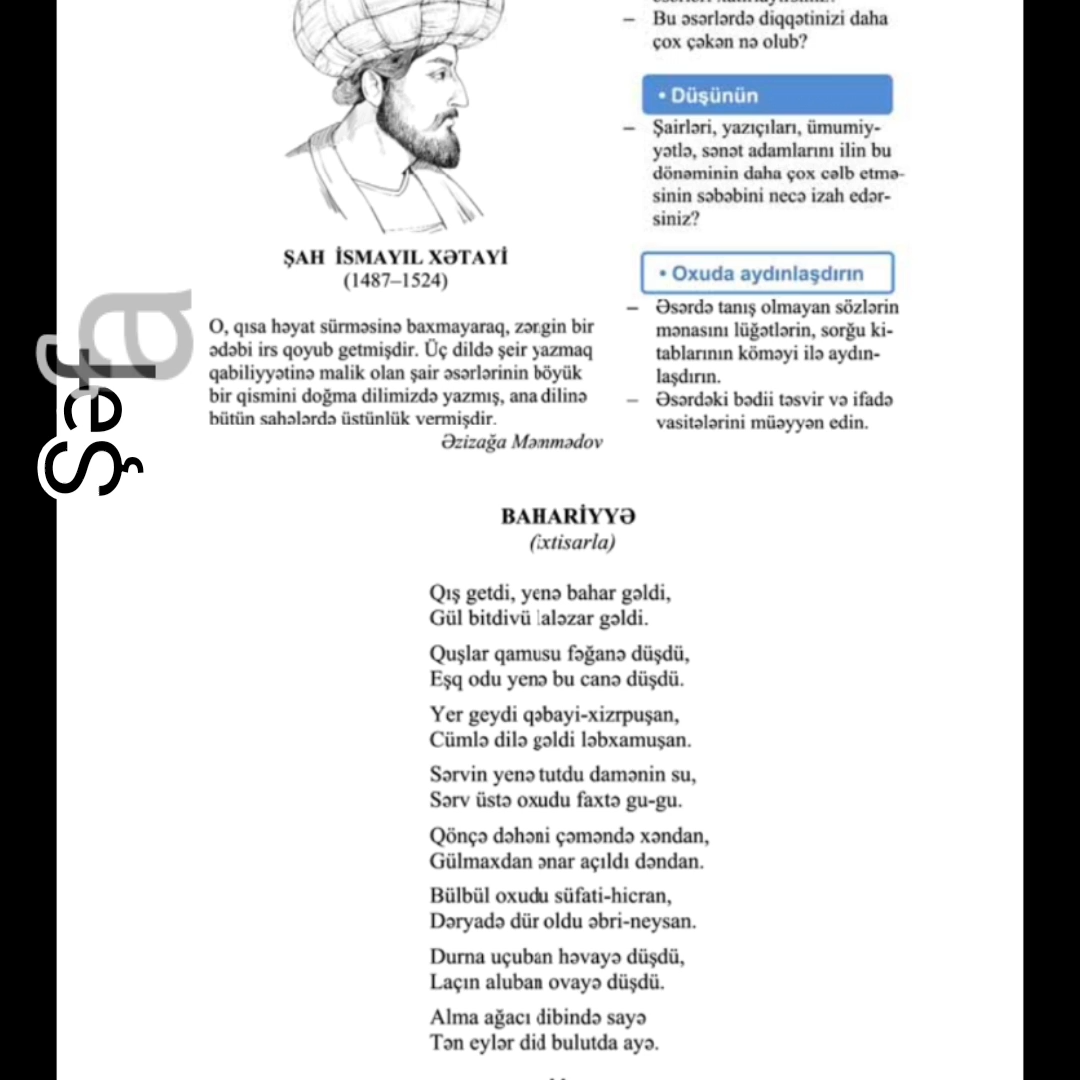 – Bu əsərlərdə diqqətinizi daha
çox çəkən nə olub?
• Düşünün
– Şairləri, yazıçıları, ümumiy-
yətlə, sənət adamlarını ilin bu
dönəminin daha çox cəlb etmə-
sinin səbəbini necə izah edər-
siniz?
ŞAH İSMAYIL XƏTAYİ
(1487–1524)
O, qısa həyat sürməsinə baxmayaraq, zəngin bir
ədəbi irs qoyub getmişdir. Üç dildə şeir yazmaq
qabiliyyətinə malik olan şair əsərlərinin böyük
bir qismini doğma dilimizdə yazmış, ana dilinə
bütün sahələrdə üstünlük vermişdir.
Əzizağa Məmmədov
• Oxuda aydınlaşdırın
– Əsərdə tanış olmayan sözlərin
mənasını lüğətlərin, sorğu ki-
tablarının köməyi ilə aydın-
laşdırın.
– Əsərdəki bədii təsvir və ifadə
vasitələrini müəyyən edin.
BAHARİYYƏ
(ixtisarla)
Qış getdi, yenə bahar gəldi,
Gül bitdivü laləzar gəldi.
Quşlar qamusu fəğanə düşdü,
Eşq odu yenə bu canə düşdü.
Yer geydi qəbayi-xizrpuşan,
Cümlə dilə gəldi ləbxamuşan.
Sərvin yenə tutdu damənin su,
Sərv üstə oxudu faxtə gu-gu.
Qönçə dəhəni çəməndə xəndan,
Gülmaxdan ənar açıldı dəndan.
Bülbül oxudu süfati-hicran,
Dəryadə dür oldu əbri-neysan.
Durna uçuban həvayə düşdü,
Laçın aluban ovayə düşdü.
Alma ağacı dibində sayə
Tən eylər did bulutda ayə.